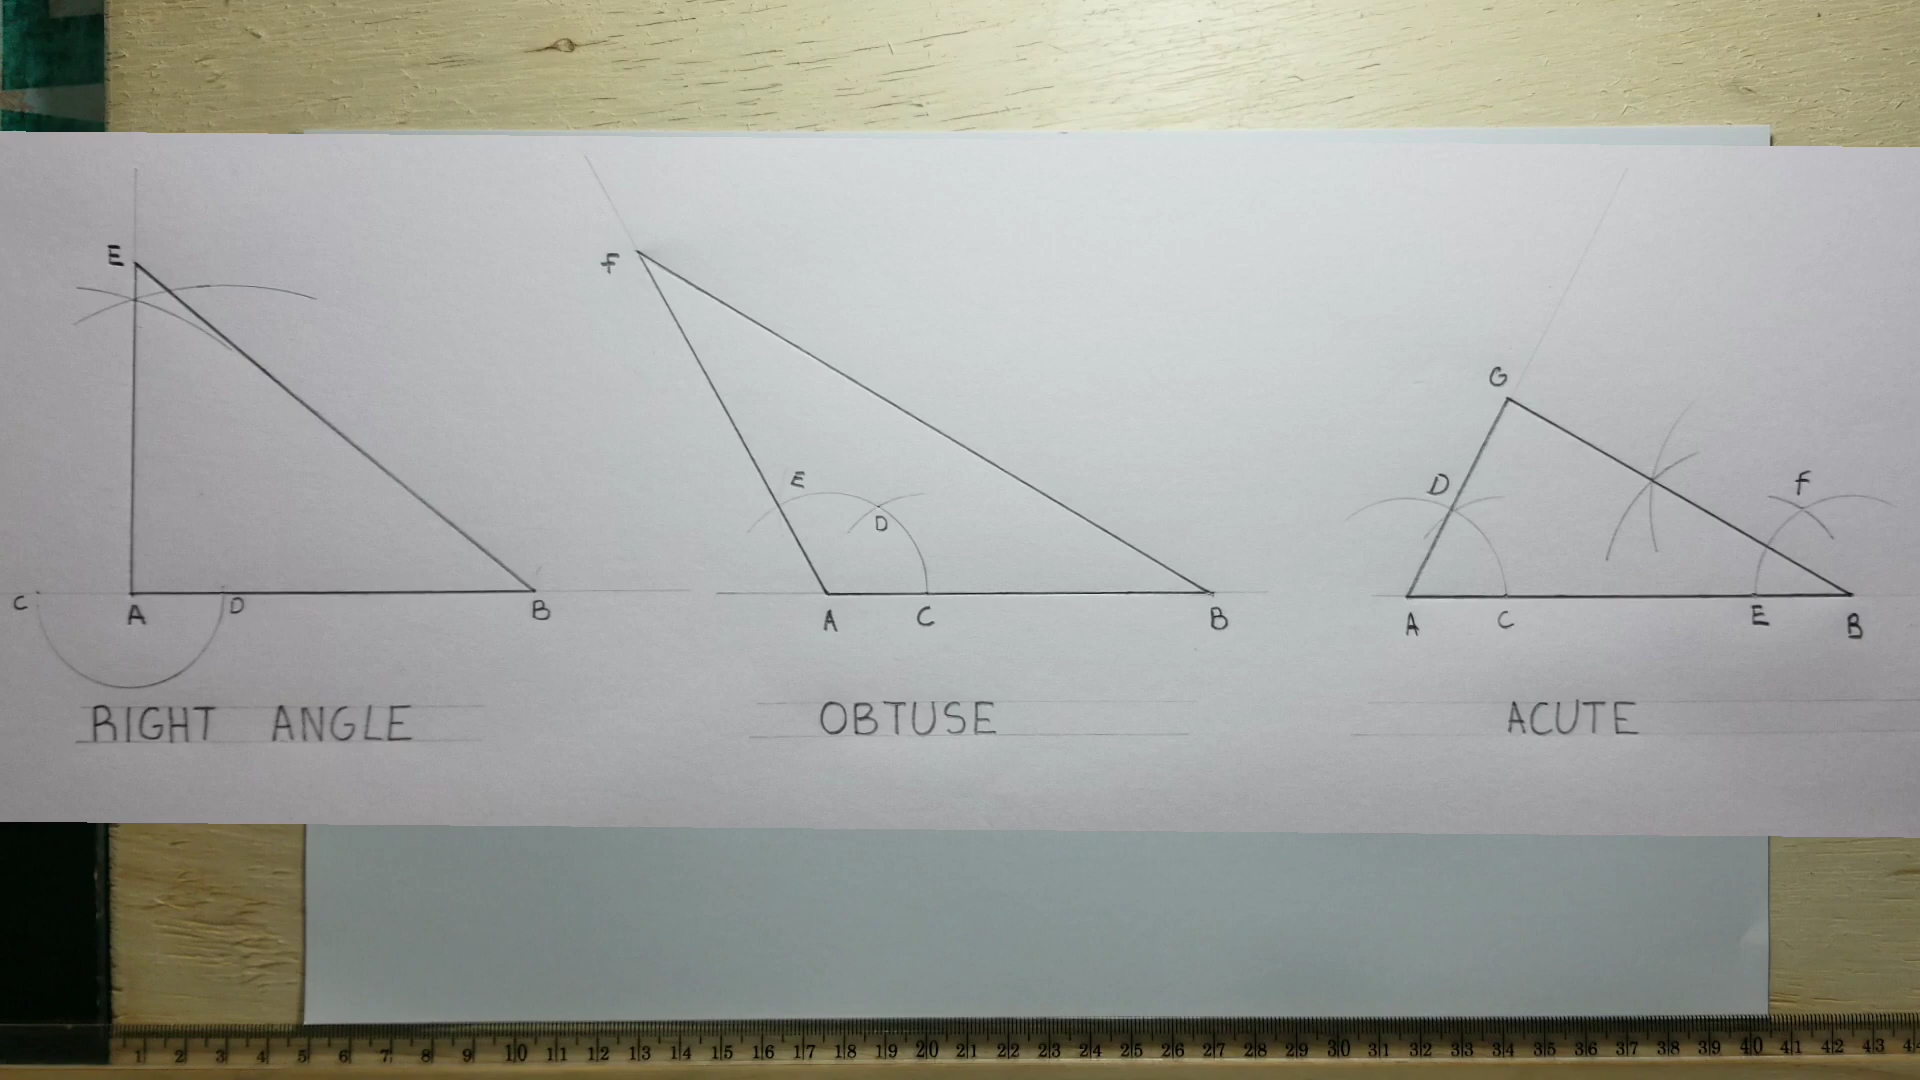 E
C A D B
RIGHT ANGLE
F
E
D
A C B
OBTUSE
G
D F
A C E B
ACUTE
1 2 3 4 5 6 7 8 9 10 11 12 13 14 15 16 17 18 19 20 21 22 23 24 25 26 27 28 29 30 31 32 33 34 35 36 37 38 39 40 41 42 43